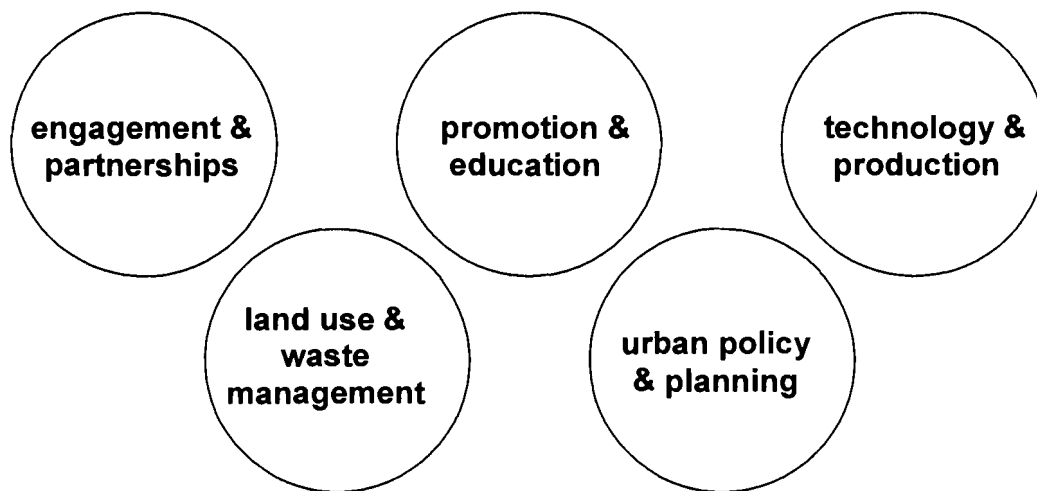 engagement &
partnerships
promotion &
education
technology &
production
land use &
waste
management
urban policy
& planning